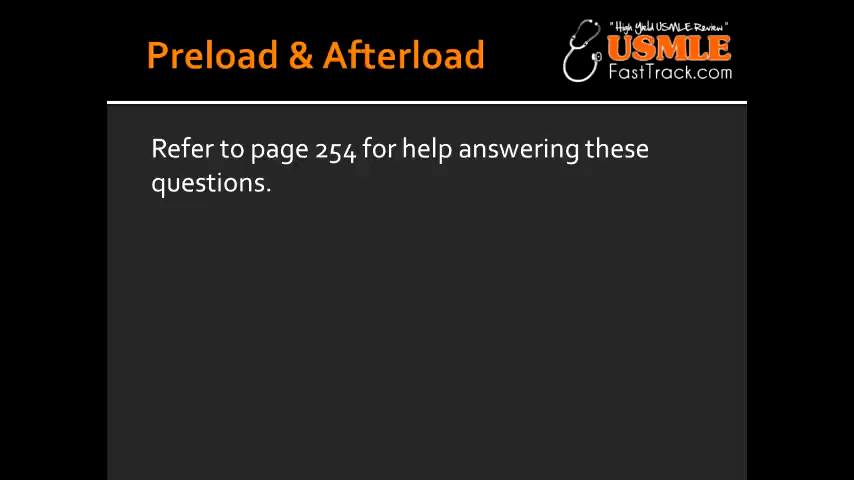 Preload & Afterload
"High Yield USMLE Review"
USMLE
FastTrack.com
Refer to page 254 for help answering these
questions.